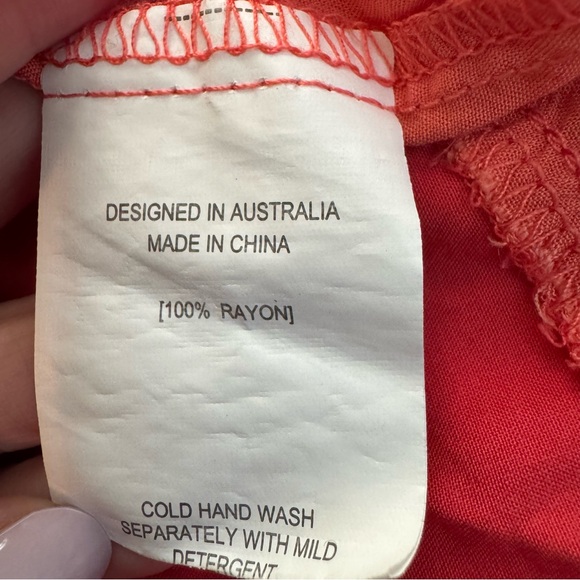 DESIGNED IN AUSTRALIA
MADE IN CHINA
[100% RAYON]
COLD HAND WASH
SEPARATELY WITH MILD
DETERGENT